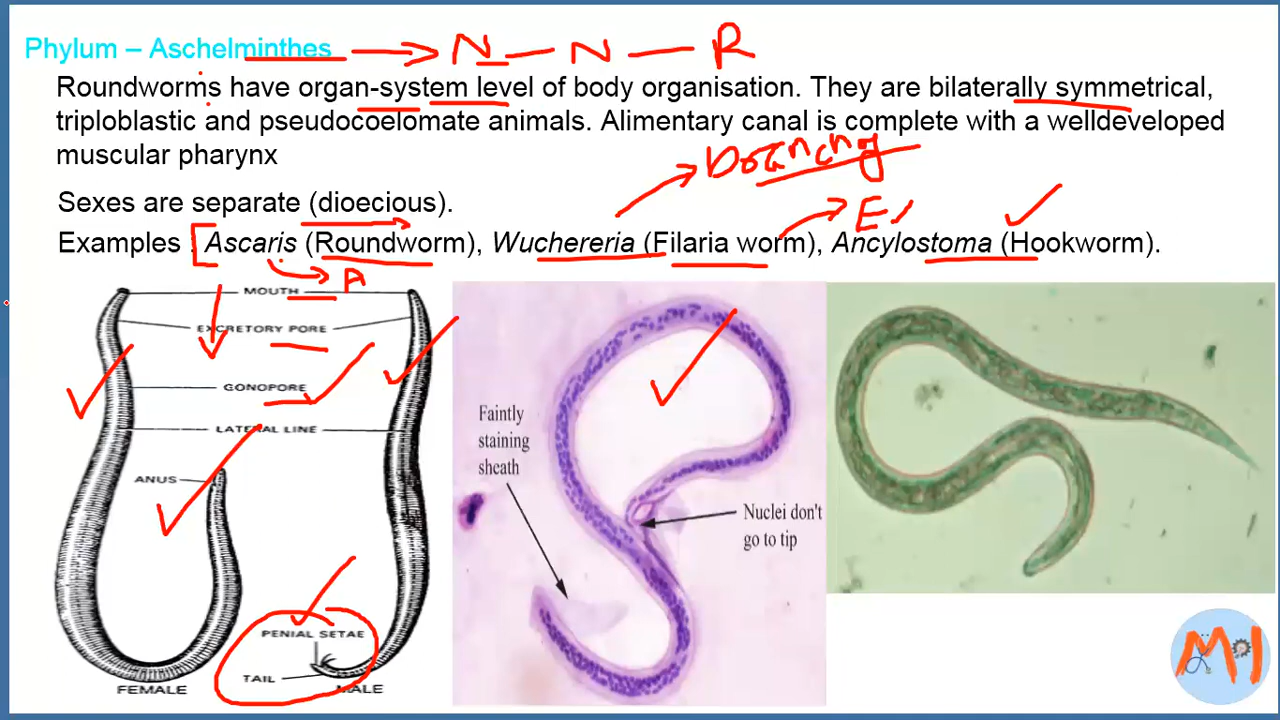 Phylum – Aschelminthes → N – N – R
Roundworms have organ-system level of body organisation. They are bilaterally symmetrical,
triploblastic and pseudocoelomate animals. Alimentary canal is complete with a welldeveloped
muscular pharynx
Sexes are separate (dioecious).
Examples : Ascaris (Roundworm), Wuchereria (Filaria worm), Ancylostoma (Hookworm).
A
MOUTH
EXCRETORY PORE
GONOPORE
LATERAL LINE
ANUS
PENIAL SETAE
TAIL
FEMALE
MALE
Faintly
staining
sheath
Nuclei don't
go to tip
MI